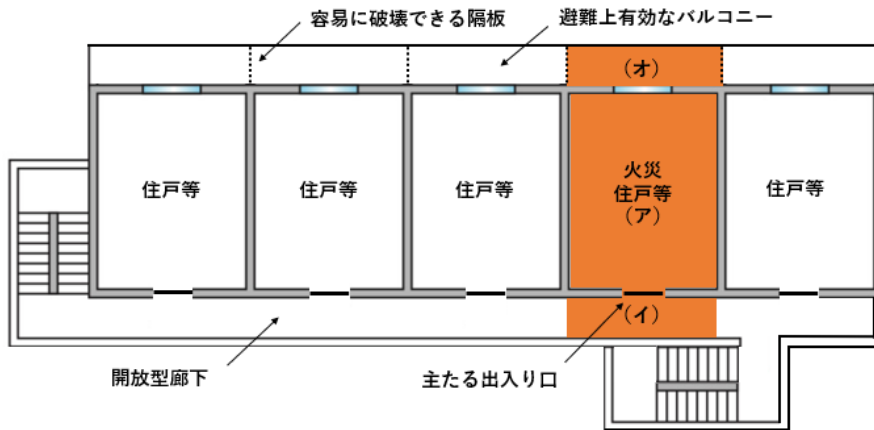 容易に破壊できる隔板
避難上有効なバルコニー
（オ）
住戸等
住戸等
住戸等
火災
住戸等
（ア）
住戸等
（イ）
開放型廊下
主たる出入り口